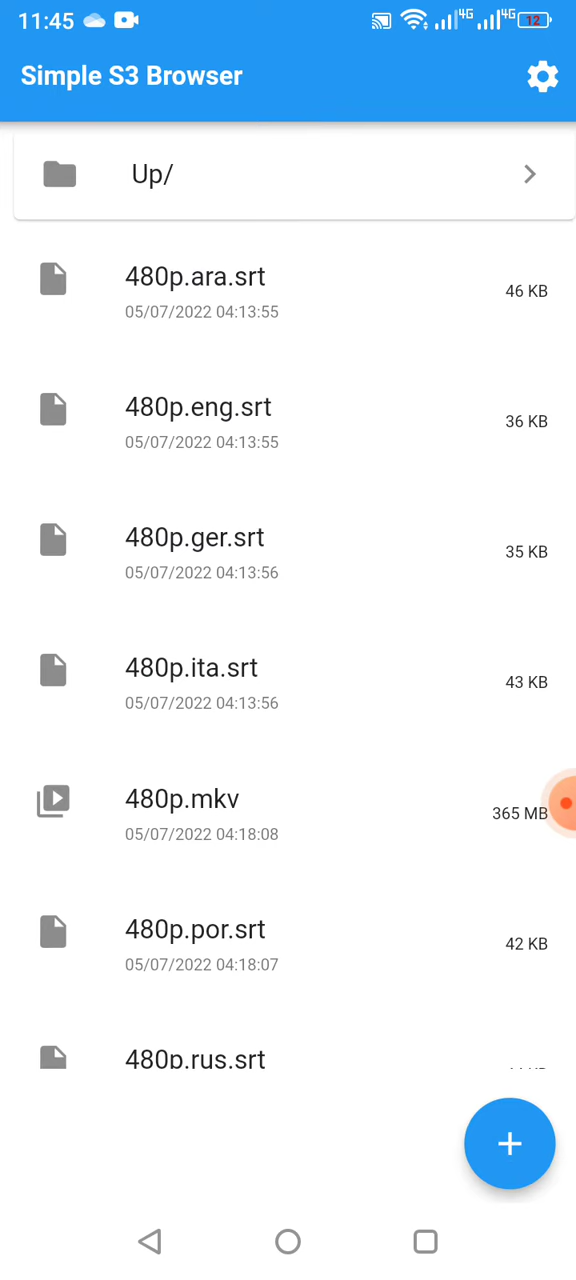 11:45 4G 4G 12
Simple S3 Browser
Up/
480p.ara.srt
05/07/2022 04:13:55
46 KB
480p.eng.srt
05/07/2022 04:13:55
36 KB
480p.ger.srt
05/07/2022 04:13:56
35 KB
480p.ita.srt
05/07/2022 04:13:56
43 KB
480p.mkv
05/07/2022 04:18:08
365 MB
480p.por.srt
05/07/2022 04:18:07
42 KB
480p.rus.srt